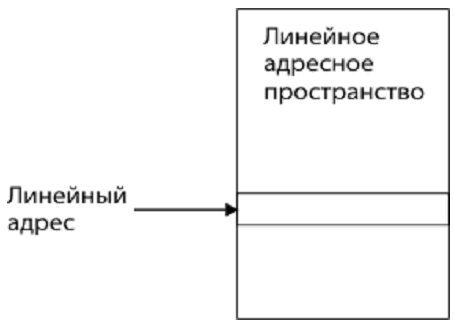 Линейное
адресное
пространство
Линейный
адрес